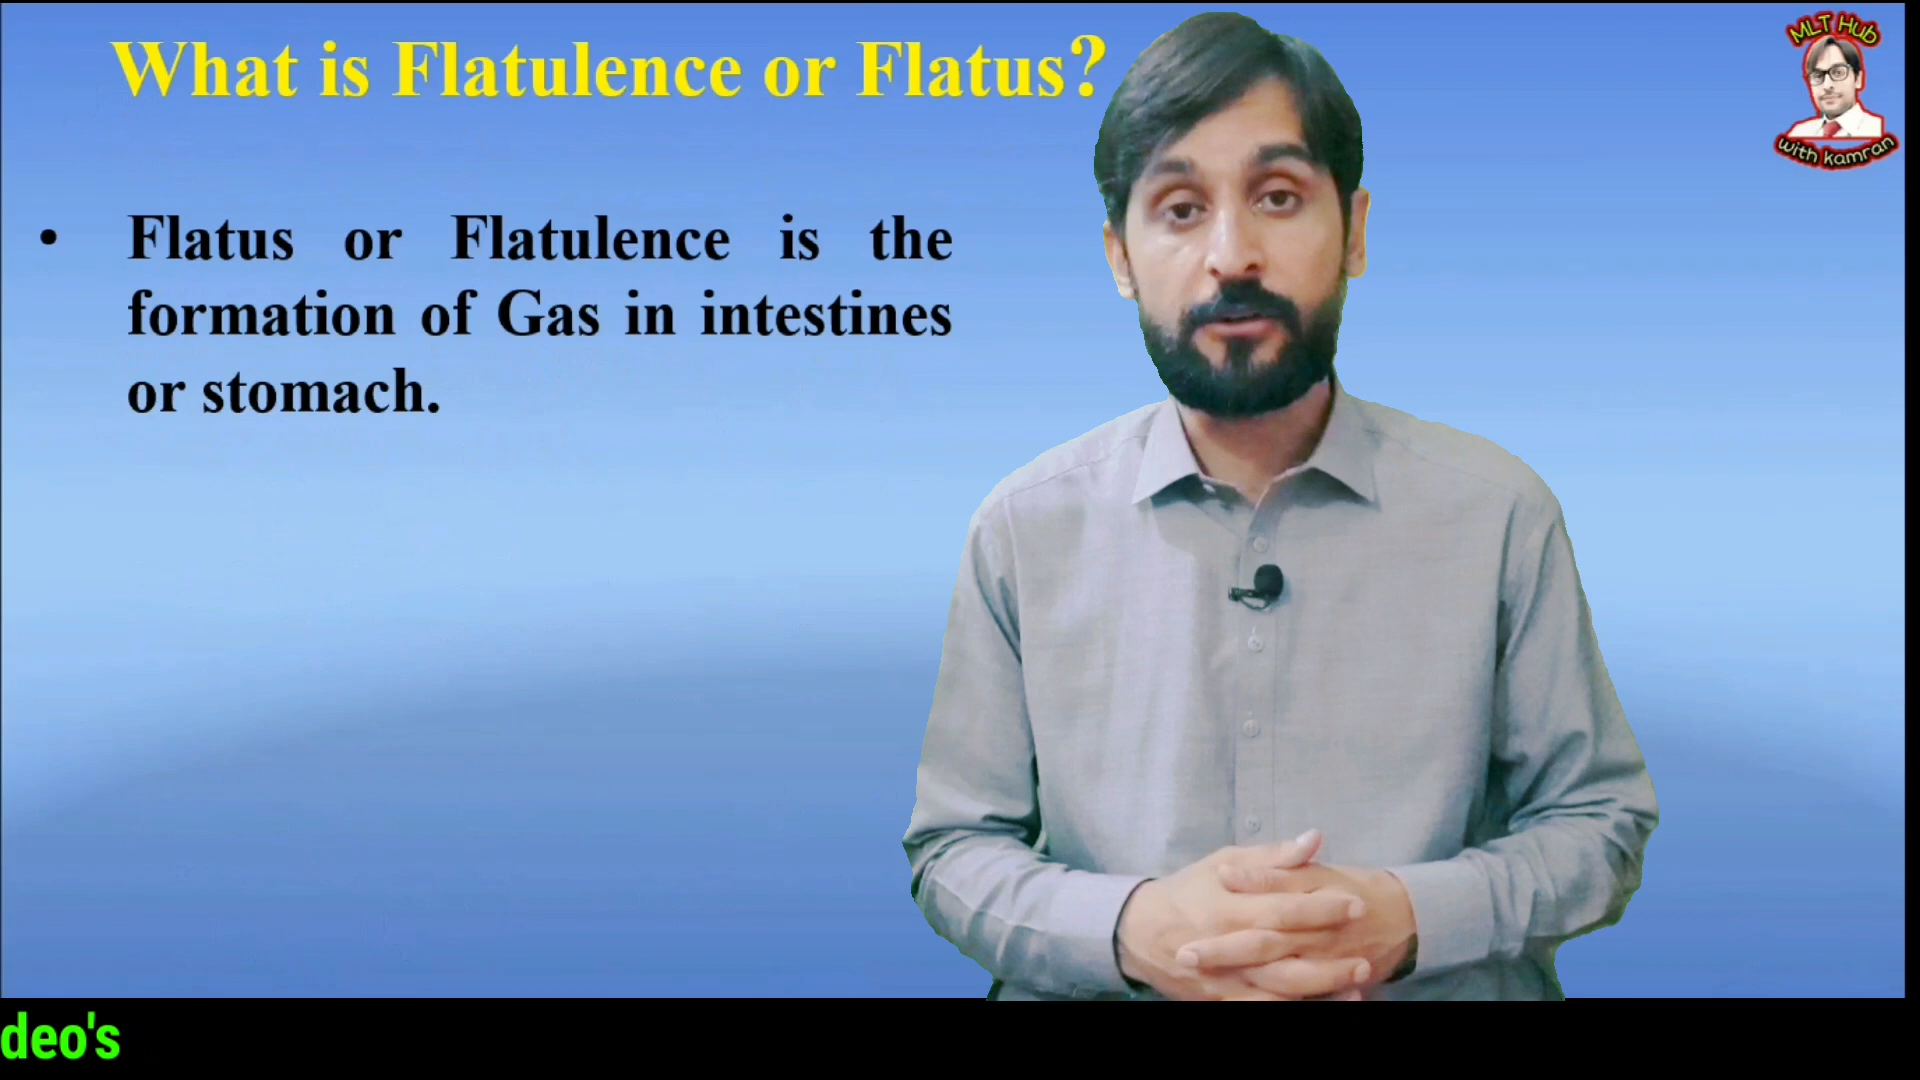 What is Flatulence or Flatus?
MLT Hub
with kamran
• Flatus or Flatulence is the
formation of Gas in intestines
or stomach.
deo's